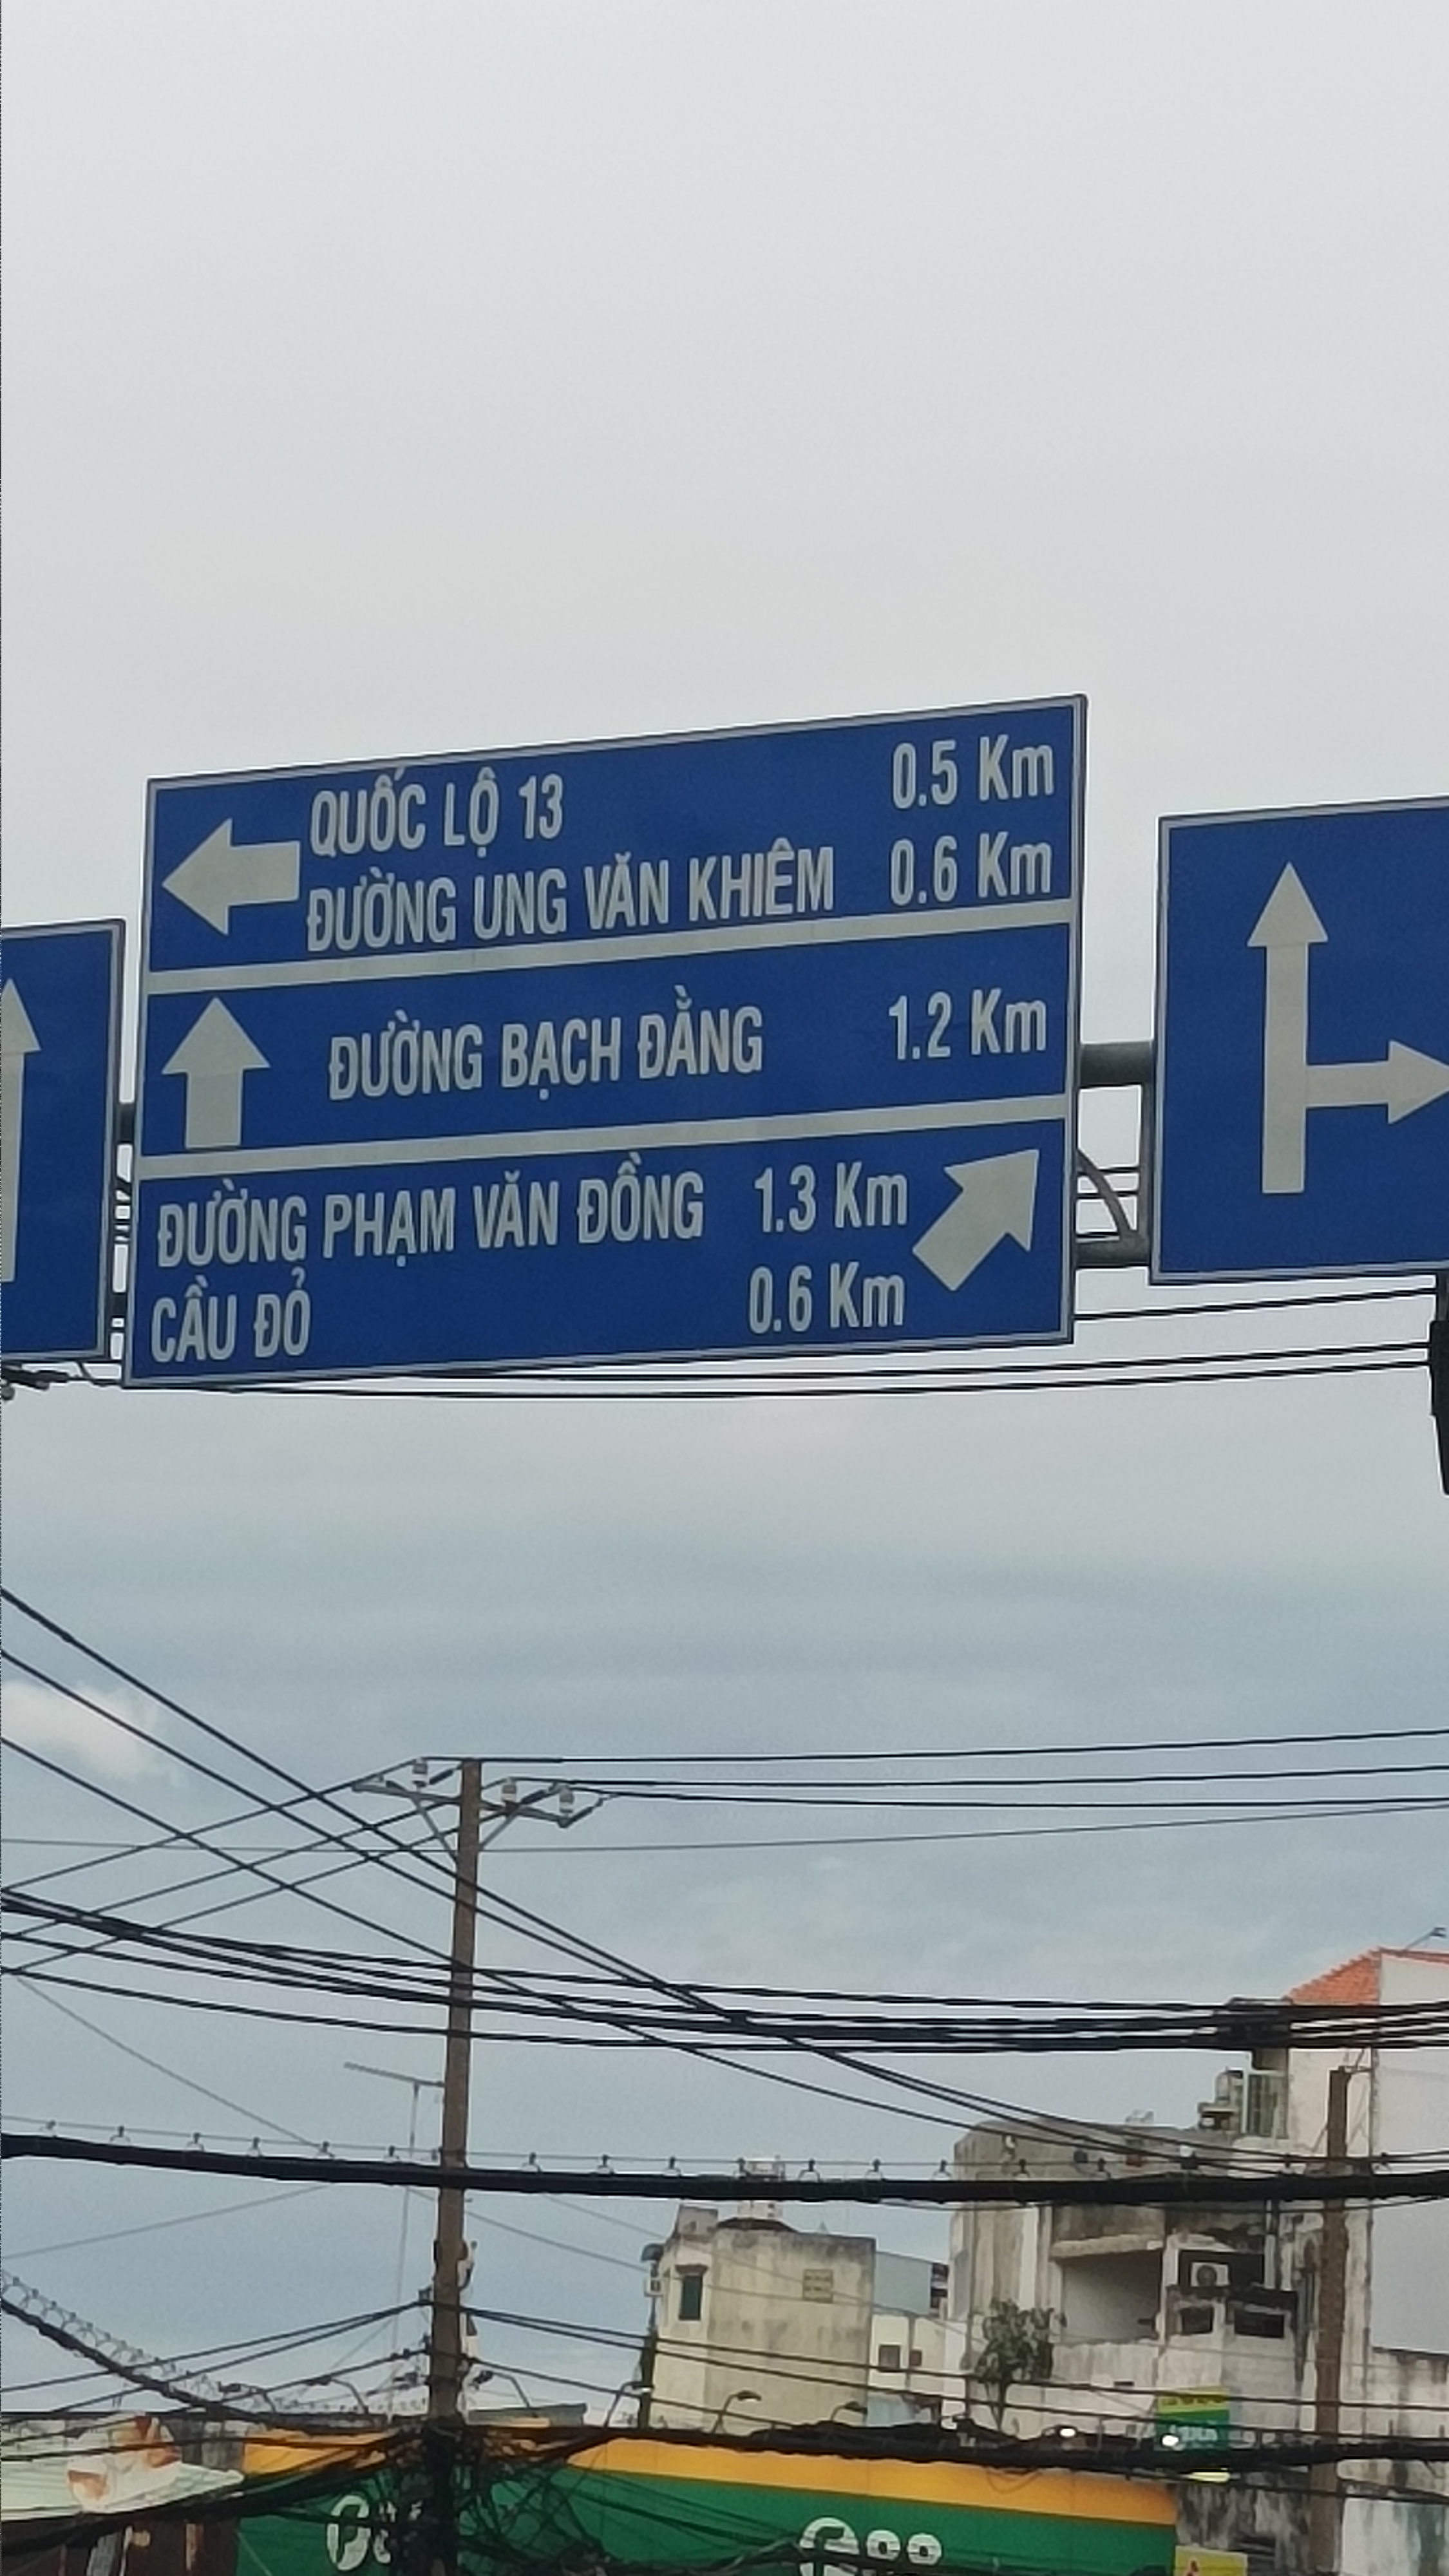 QUỐC LỘ 13 0.5 Km
ĐƯỜNG UNG VĂN KHIÊM 0.6 Km
ĐƯỜNG BẠCH ĐẰNG 1.2 Km
ĐƯỜNG PHẠM VĂN ĐỒNG 1.3 Km
CẦU ĐỎ 0.6 Km